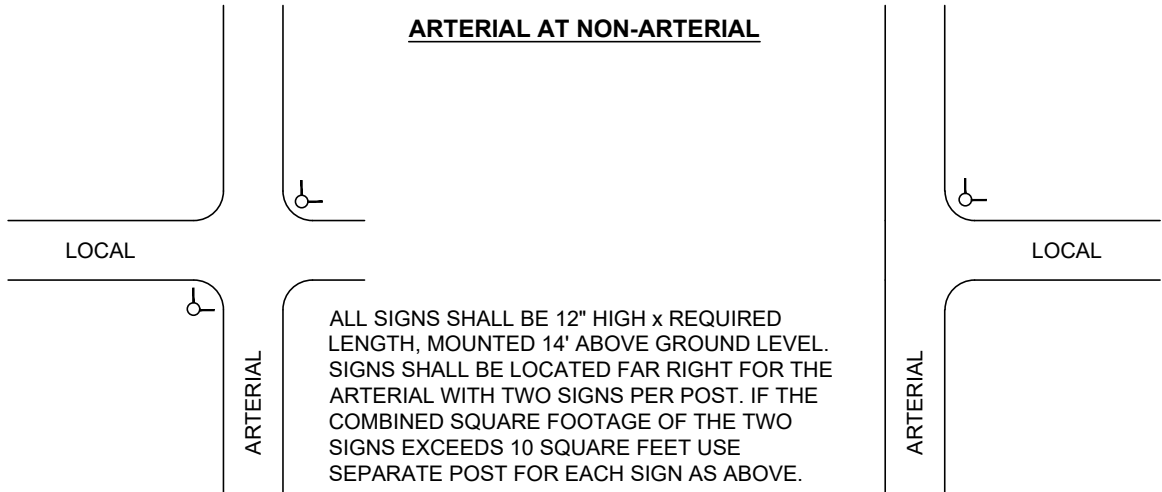 ARTERIAL AT NON-ARTERIAL
LOCAL
LOCAL
ALL SIGNS SHALL BE 12" HIGH x REQUIRED
LENGTH, MOUNTED 14' ABOVE GROUND LEVEL.
SIGNS SHALL BE LOCATED FAR RIGHT FOR THE
ARTERIAL WITH TWO SIGNS PER POST. IF THE
COMBINED SQUARE FOOTAGE OF THE TWO
SIGNS EXCEEDS 10 SQUARE FEET USE
SEPARATE POST FOR EACH SIGN AS ABOVE.
ARTERIAL
ARTERIAL